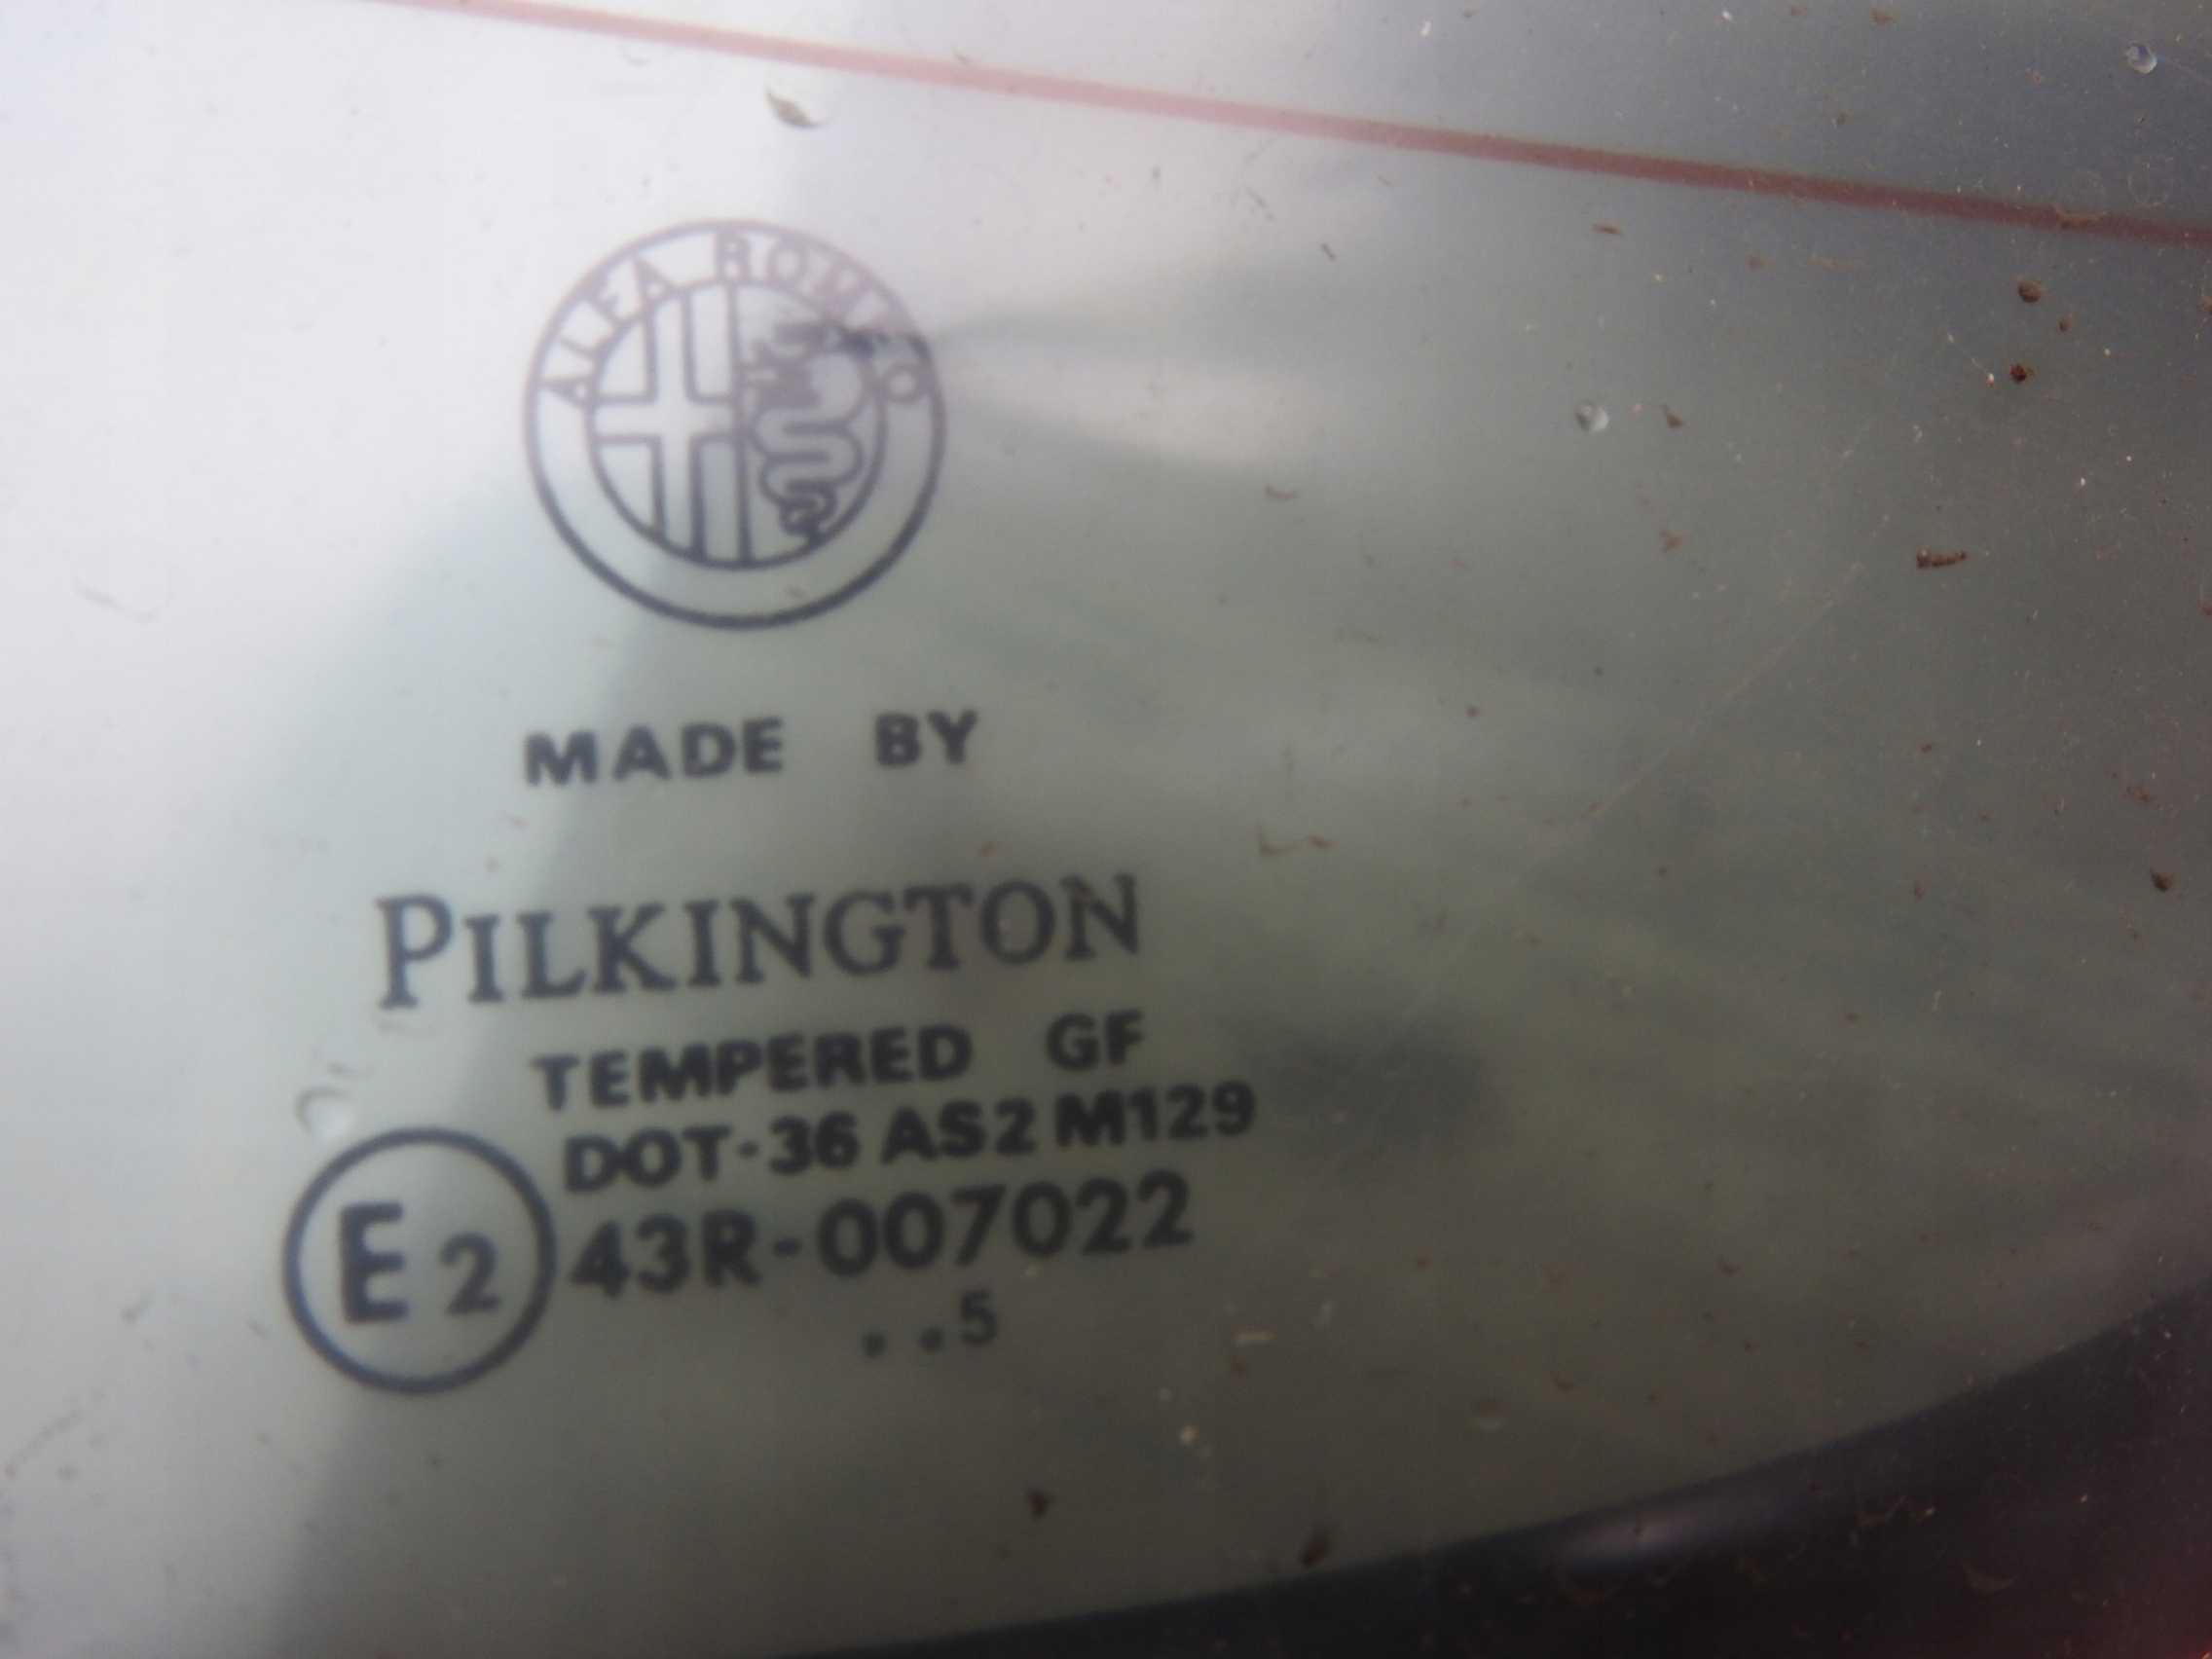 ALFA ROMEO
MADE BY
PILKINGTON
TEMPERED GF
DOT-36 AS2 M129
E2 43R-007022
..5